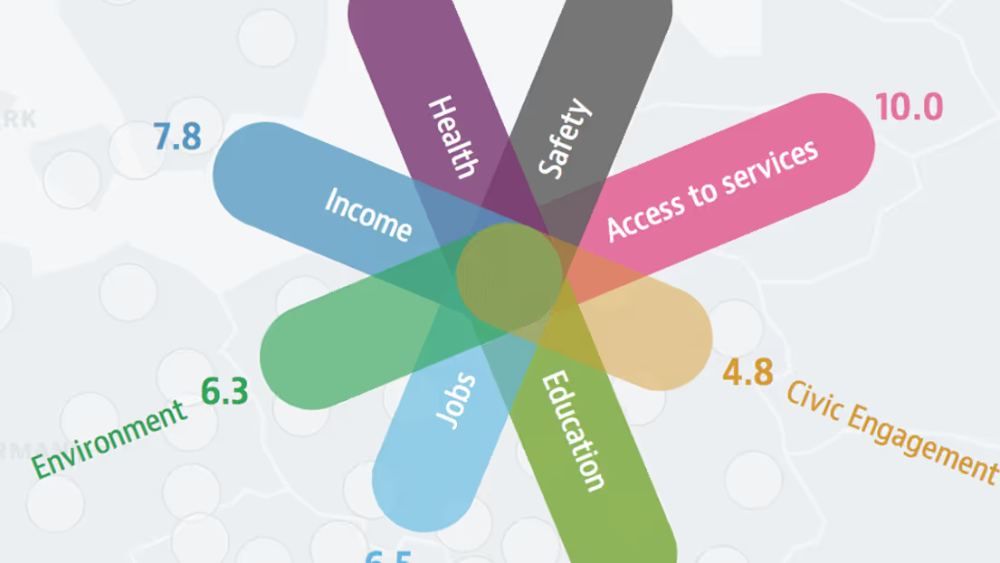 Health
Safety
10.0
Access to services
7.8
Income
4.8
Civic Engagement
6.3
Environment
Jobs
Education